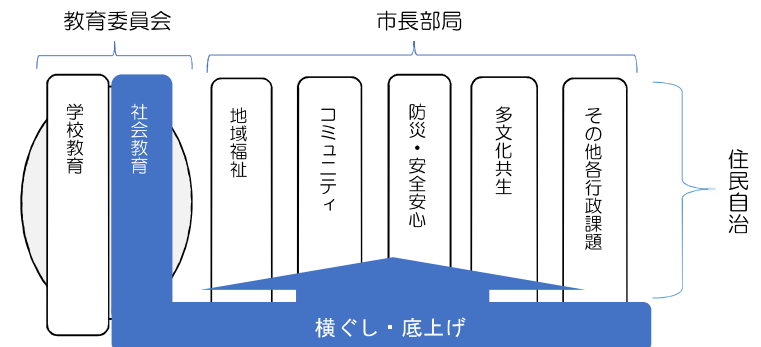 教育委員会
市長部局
学校教育
社会教育
地域福祉
コミュニティ
防災・安全安心
多文化共生
その他各行政課題
住民自治
横ぐし・底上げ